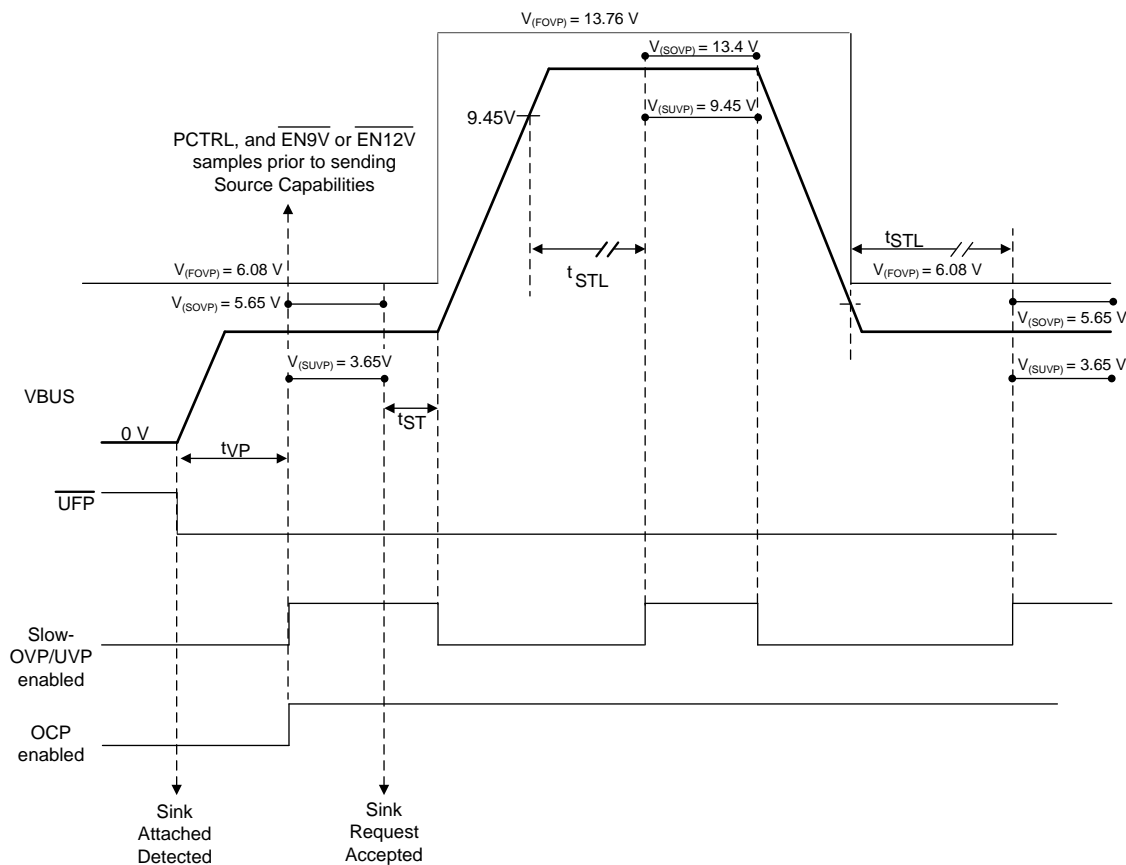 V(FOVP) = 13.76 V
V(SOVP) = 13.4 V
V(SUVP) = 9.45 V
9.45V
PCTRL, and EN9V or EN12V
samples prior to sending
Source Capabilities
tSTL
tSTL
V(FOVP) = 6.08 V
V(FOVP) = 6.08 V
V(SOVP) = 5.65 V
V(SOVP) = 5.65 V
V(SUVP) = 3.65V
V(SUVP) = 3.65 V
VBUS
tST
0 V
tVP
UFP
Slow-
OVP/UVP
enabled
OCP
enabled
Sink
Attached
Detected
Sink
Request
Accepted